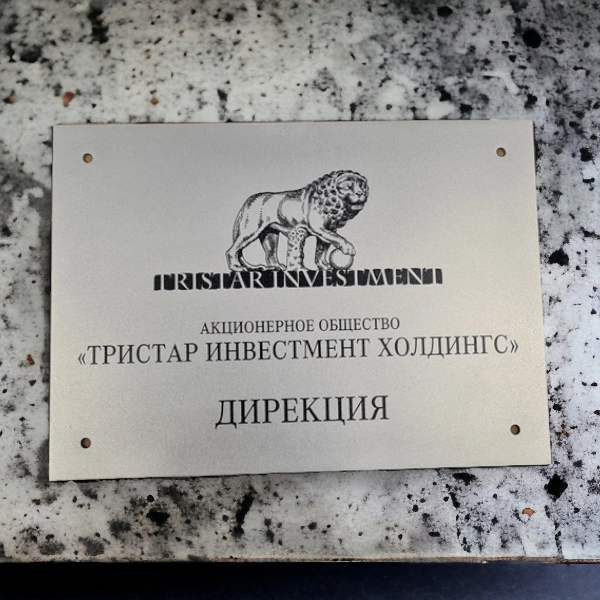 TRISTAR INVESTMENT
АКЦИОНЕРНОЕ ОБЩЕСТВО
«ТРИСТАР ИНВЕСТМЕНТ ХОЛДИНГС»
ДИРЕКЦИЯ